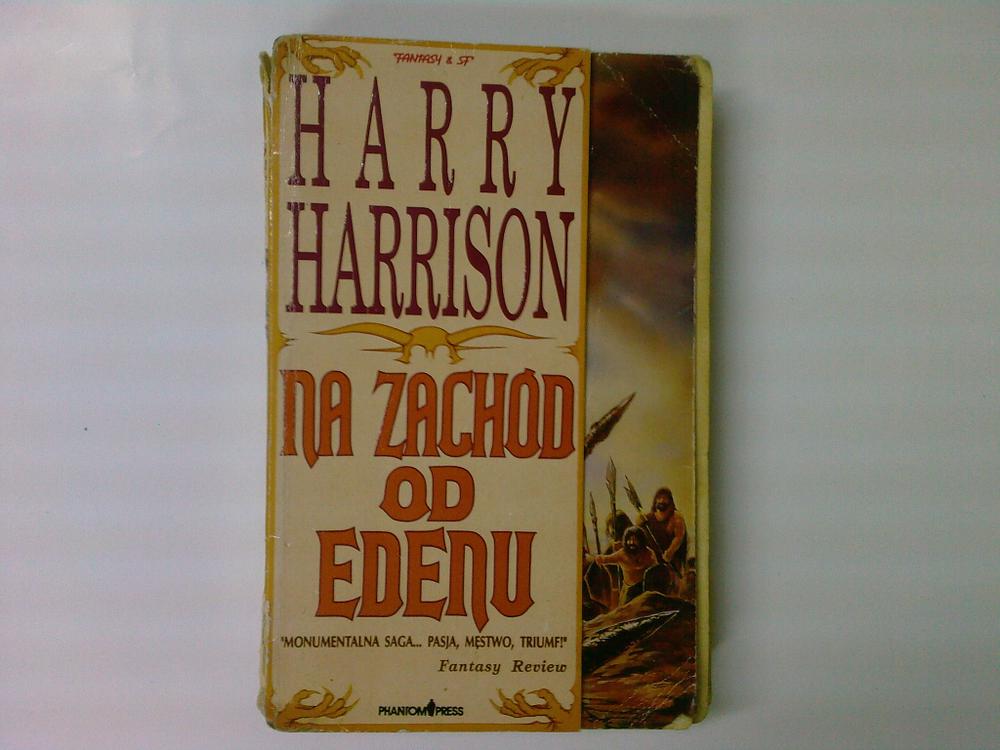 FANTASY & SF
HARRY
HARRISON
NA ZACHÓD
OD
EDENU
"MONUMENTALNA SAGA... PASJA, MĘSTWO, TRIUMF!"
Fantasy Review
PHANTOM PRESS